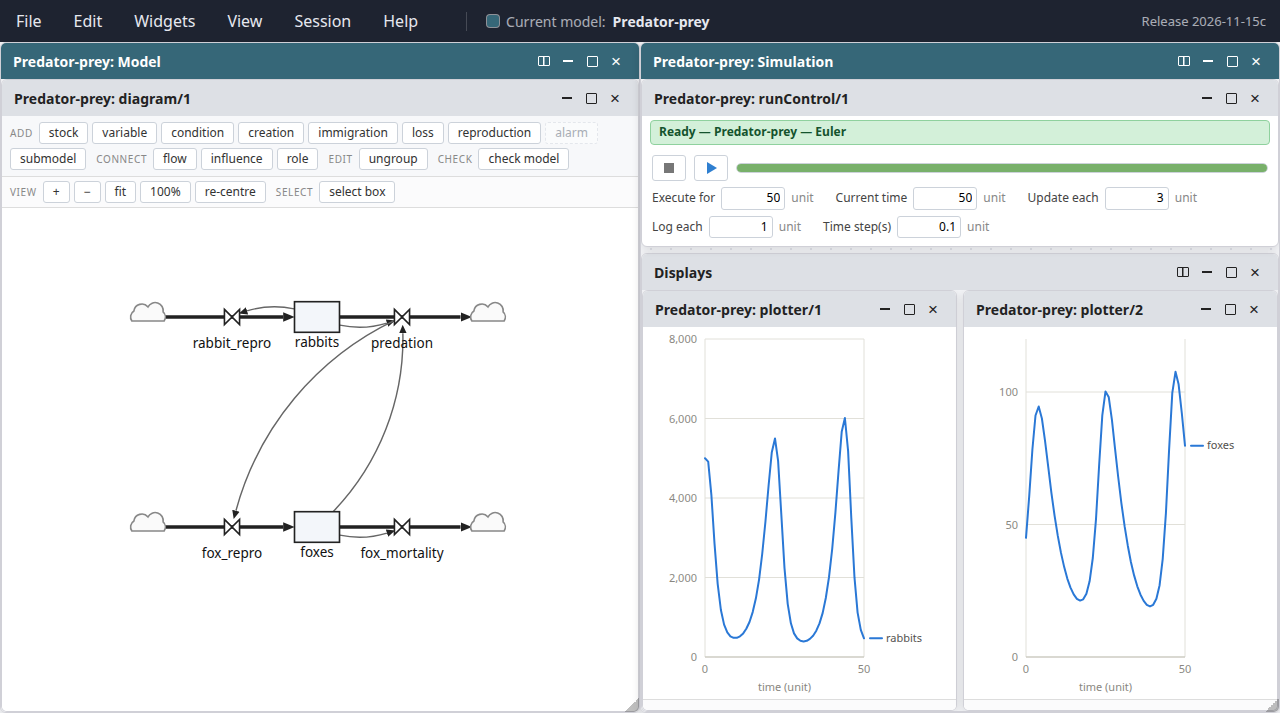 File Edit Widgets View Session Help Current model: Predator-prey Release 2026-11-15c
Predator-prey: Model
Predator-prey: diagram/1
ADD stock variable condition creation immigration loss reproduction alarm
submodel CONNECT flow influence role EDIT ungroup CHECK check model
VIEW + − fit 100% re-centre SELECT select box
rabbit_repro rabbits predation
fox_repro foxes fox_mortality
Predator-prey: Simulation
Predator-prey: runControl/1
Ready — Predator-prey — Euler
Execute for 50 unit Current time 50 unit Update each 3 unit
Log each 1 unit Time step(s) 0.1 unit
Displays
Predator-prey: plotter/1
8,000
6,000
4,000
2,000
0
0 50
time (unit)
rabbits
Predator-prey: plotter/2
100
50
0
0 50
time (unit)
foxes